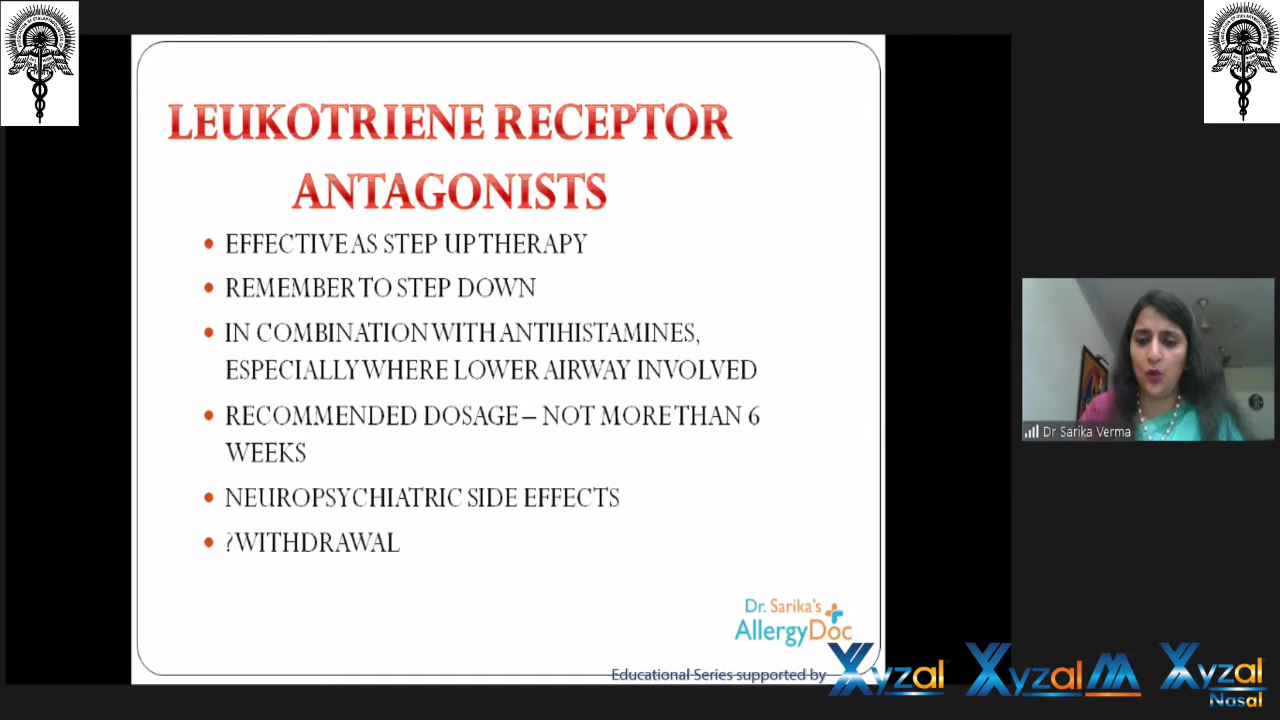 LEUKOTRIENE RECEPTOR
ANTAGONISTS
• EFFECTIVE AS STEP UP THERAPY
• REMEMBER TO STEP DOWN
• IN COMBINATION WITH ANTIHISTAMINES,
ESPECIALLY WHERE LOWER AIRWAY INVOLVED
• RECOMMENDED DOSAGE – NOT MORE THAN 6
WEEKS
• NEUROPSYCHIATRIC SIDE EFFECTS
• ?WITHDRAWAL
Dr. Sarika's
AllergyDoc
Dr Sarika Verma
Educational Series supported by
Xyzal
Xyzal M
Xyzal
Nasal